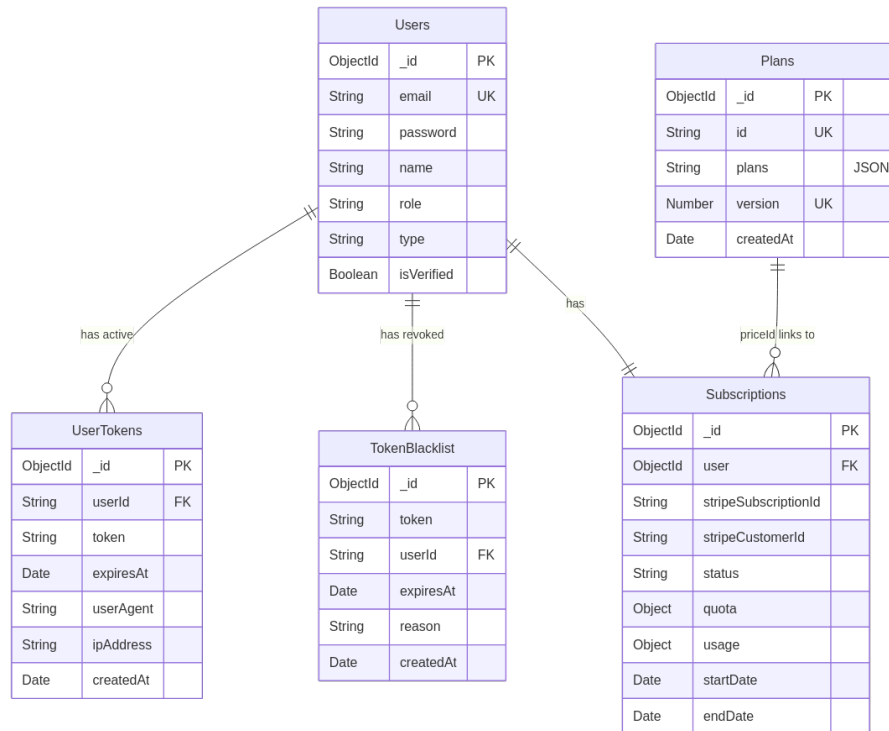 Users
ObjectId _id PK
String email UK
String password
String name
String role
String type
Boolean isVerified
Plans
ObjectId _id PK
String id UK
String plans JSON
Number version UK
Date createdAt
has active
has revoked
has
priceId links to
UserTokens
ObjectId _id PK
String userId FK
String token
Date expiresAt
String userAgent
String ipAddress
Date createdAt
TokenBlacklist
ObjectId _id PK
String token
String userId FK
Date expiresAt
String reason
Date createdAt
Subscriptions
ObjectId _id PK
ObjectId user FK
String stripeSubscriptionId
String stripeCustomerId
String status
Object quota
Object usage
Date startDate
Date endDate